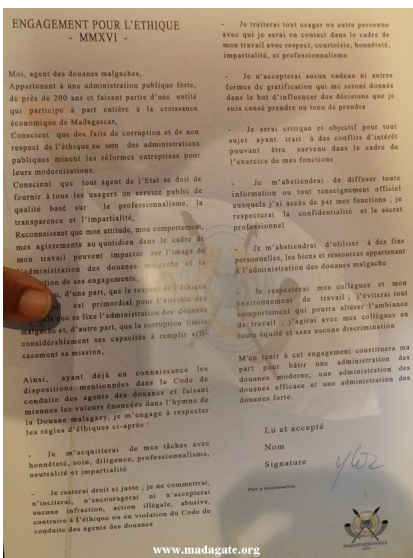 ENGAGEMENT POUR L'ETHIQUE
- MMXVI -
Moi, agent des douanes malgaches,
Appartenant à une administration publique forte,
de près de 200 ans et faisant partie d'une entité
qui participe à part entière à la croissance
économique de Madagascar,
Conscient que des faits de corruption et de non
respect de l'éthique au sein des administrations
publiques minent les réformes entreprises pour
leurs modernisations,
Conscient que tout agent de l'Etat se doit de
fournir à tous les usagers un service public de
qualité basé sur le professionnalisme, la
transparence et l'impartialité,
Reconnaissant que mon attitude, mon comportement,
mes agissements au quotidien dans le cadre de
mon travail peuvent impacter sur l'image de
l'administration des douanes malgache et la
de ses engagements,
d'une part, que le respect de l'éthique
est primordial pour l'atteinte des
que se fixe l'administration des douanes
malgache et, d'autre part, que la corruption limite
considérablement ses capacités à remplir effi-
cacement sa mission,
Ainsi, ayant déjà en connaissance les
dispositions mentionnées dans le Code de
conduite des agents des douanes et faisant
miennes les valeurs énoncées dans l'hymne de
la Douane malagasy, je m'engage à respecter
les règles d'éthiques ci-après :
- Je m'acquitterai de mes tâches avec
honnêteté, soin, diligence, professionnalisme,
neutralité et impartialité
- Je resterai droit et juste ; je ne commettrai,
n'inciterai, n'encouragerai ni n'accepterai
aucune infraction, action illégale, abusive,
contraire à l'éthique ou en violation du Code de
conduite des agents des douanes
- Je traiterai tout usager ou autre personne
avec qui je serai en contact dans le cadre de
mon travail avec respect, courtoisie, honnêteté,
impartialité, et professionalisme
- Je n'accepterai aucun cadeau ni autres
formes de gratification qui me seront donnés
dans le but d'influencer des décisions que je
suis censé prendre ou tenu de prendre
- Je serai critique et objectif pour tout
sujet ayant trait à des conflits d'intérêt
pouvant être survenu dans le cadre de
l'exercice de mes fonctions
- Je m'abstiendrai de diffuser toute
information ou tout renseignement officiel
auxquels j'ai accès de par mes fonctions ; je
respecterai la confidentialité et le secret
professionnel
- Je m'abstiendrai d'utiliser à des fins
personnelles, les biens et ressources appartenant
à l'administration des douanes malgache
- Je respecterai mes collègues et mon
environnement de travail ; j'éviterai tout
comportement qui pourra altérer l'ambiance
de travail ; j'agirai avec mes collègues en
toute équité et sans aucune discrimination
M'en tenir à cet engagement constituera ma
part pour bâtir une administration des
douanes moderne, une administration des
douanes efficace et une administration des
douanes forte.
Lu et accepté
Nom
Signature
www.madagate.org